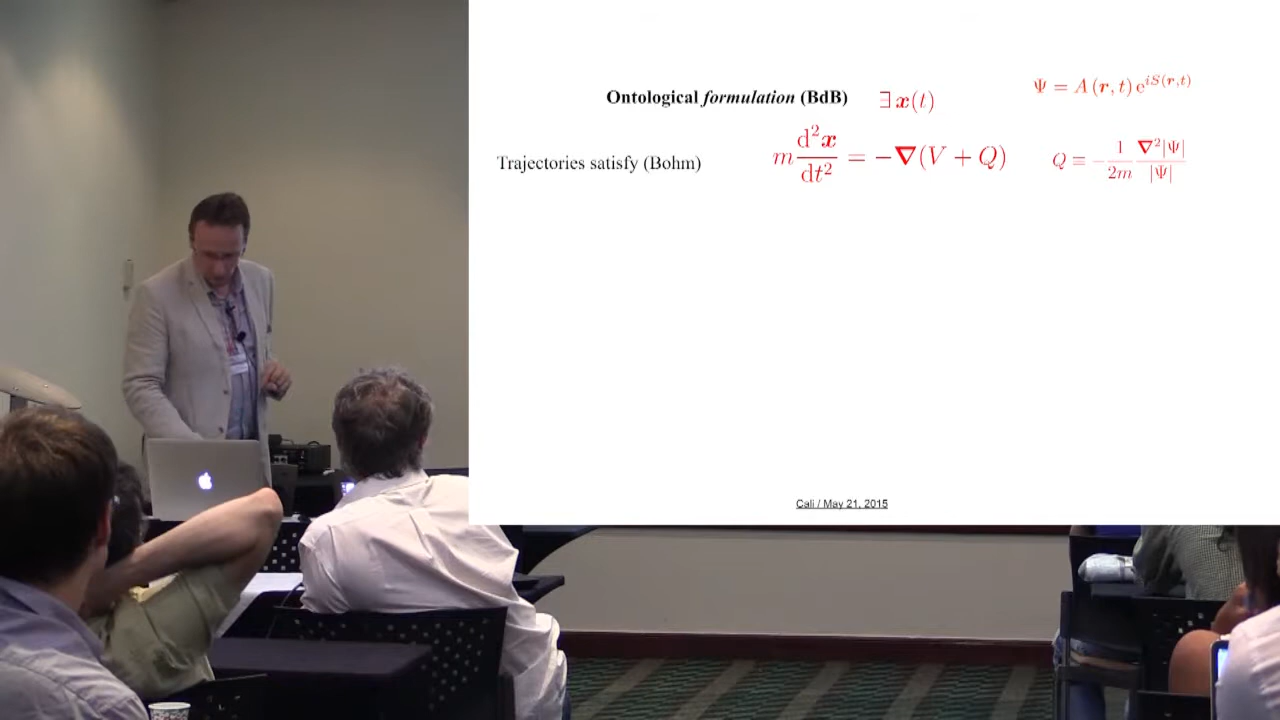 Ontological formulation (BdB) ∃ x(t) Ψ = A (r, t) e^{iS(r,t)}
Trajectories satisfy (Bohm) m d²x/dt² = −∇(V + Q) Q ≡ −1/2m ∇²|Ψ|/|Ψ|
Cali / May 21, 2015